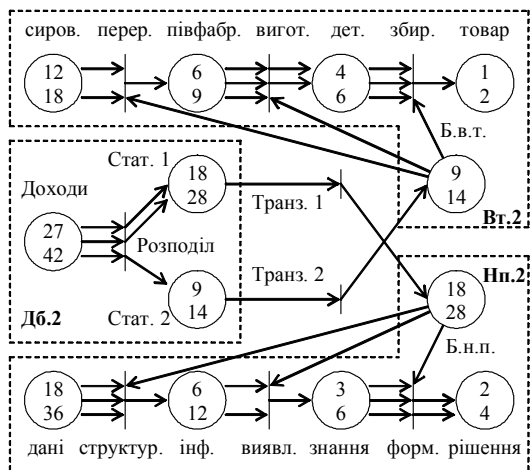 сиров. перер. півфабр. вигот. дет. збир. товар
12 6 4 1
18 9 6 2
Б.в.т.
Стат. 1
18
28
9
14
Доходи
Транз. 1
Вт.2
27
42
Розподіл
Транз. 2
Нп.2
9
14
18
28
Дб.2
Стат. 2
Б.н.п.
18 6 3 2
36 12 6 4
дані структур. інф. виявл. знання форм. рішення